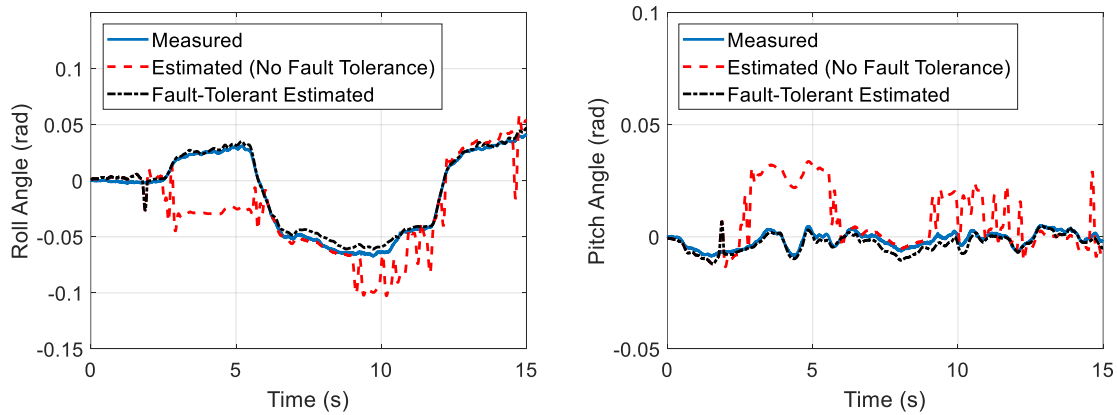 0.1
0.05
0
-0.05
-0.1
-0.15
Roll Angle (rad)
Measured
Estimated (No Fault Tolerance)
Fault-Tolerant Estimated
0 5 10 15
Time (s)
0.1
0.05
0
-0.05
Pitch Angle (rad)
Measured
Estimated (No Fault Tolerance)
Fault-Tolerant Estimated
0 5 10 15
Time (s)